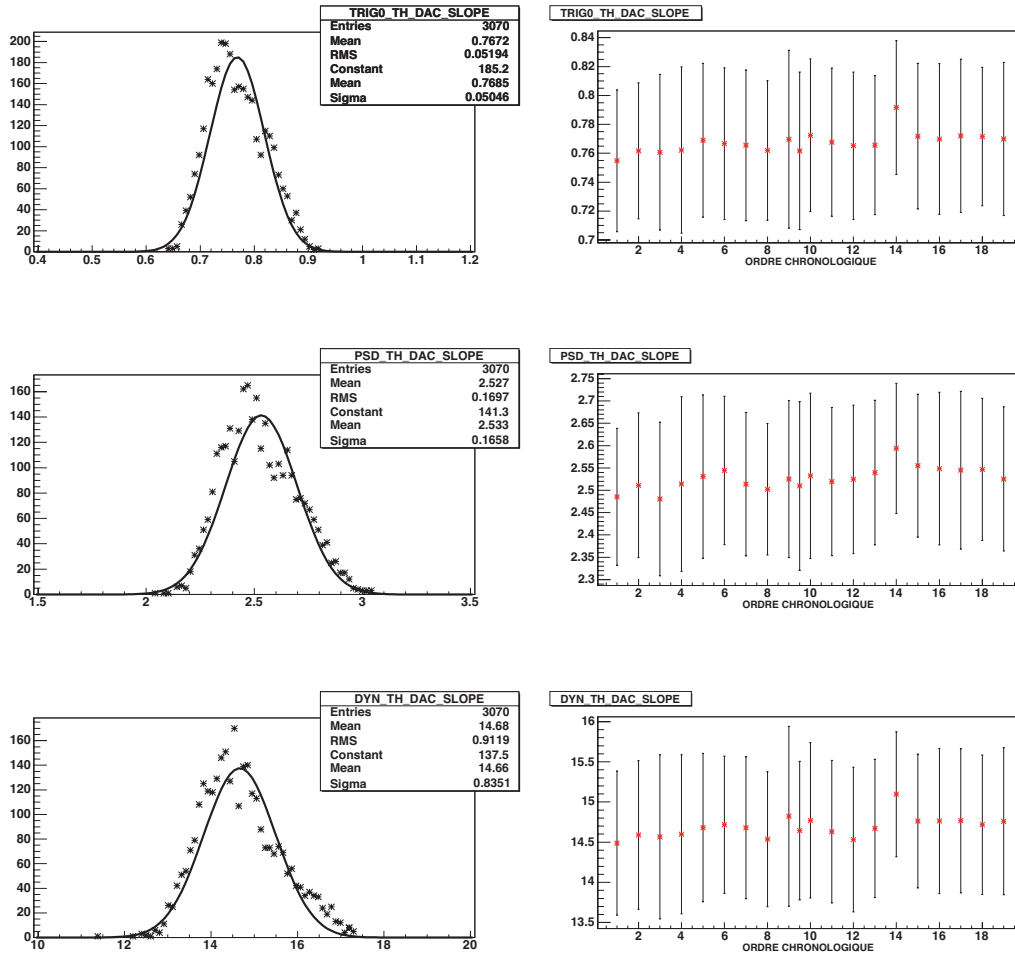 TRIG0_TH_DAC_SLOPE
Entries 3070
Mean 0.7672
RMS 0.05194
Constant 185.2
Mean 0.7685
Sigma 0.05046
200
180
160
140
120
100
80
60
40
20
0
0.4 0.5 0.6 0.7 0.8 0.9 1 1.1 1.2
TRIG0_TH_DAC_SLOPE
0.84
0.82
0.8
0.78
0.76
0.74
0.72
0.7
2 4 6 8 10 12 14 16 18
ORDRE CHRONOLOGIQUE
PSD_TH_DAC_SLOPE
Entries 3070
Mean 2.527
RMS 0.1697
Constant 141.3
Mean 2.533
Sigma 0.1658
160
140
120
100
80
60
40
20
0
1.5 2 2.5 3 3.5
PSD_TH_DAC_SLOPE
2.75
2.7
2.65
2.6
2.55
2.5
2.45
2.4
2.35
2.3
2 4 6 8 10 12 14 16 18
ORDRE CHRONOLOGIQUE
DYN_TH_DAC_SLOPE
Entries 3070
Mean 14.68
RMS 0.9119
Constant 137.5
Mean 14.66
Sigma 0.8351
160
140
120
100
80
60
40
20
0
10 12 14 16 18 20
DYN_TH_DAC_SLOPE
16
15.5
15
14.5
14
13.5
2 4 6 8 10 12 14 16 18
ORDRE CHRONOLOGIQUE